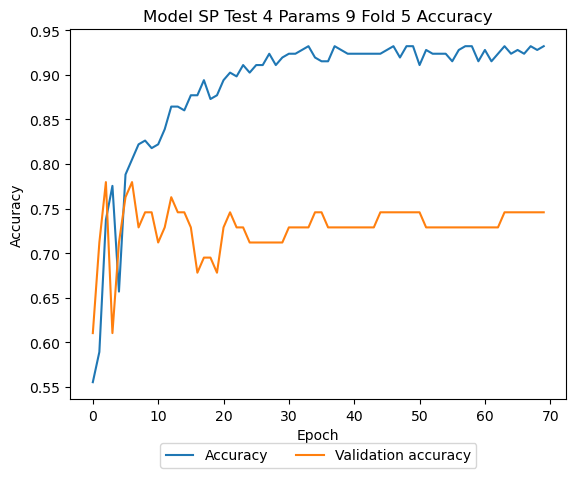 Model SP Test 4 Params 9 Fold 5 Accuracy
Accuracy
0.95
0.90
0.85
0.80
0.75
0.70
0.65
0.60
0.55
0 10 20 30 40 50 60 70
Epoch
Accuracy Validation accuracy